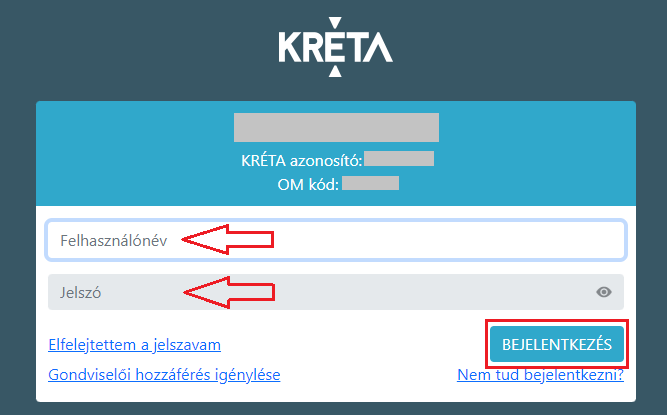 KRÉTA
KRÉTA azonosító:
OM kód:
Felhasználónév
Jelszó
Elfelejtettem a jelszavam
BEJELENTKEZÉS
Gondviselői hozzáférés igénylése
Nem tud bejelentkezni?